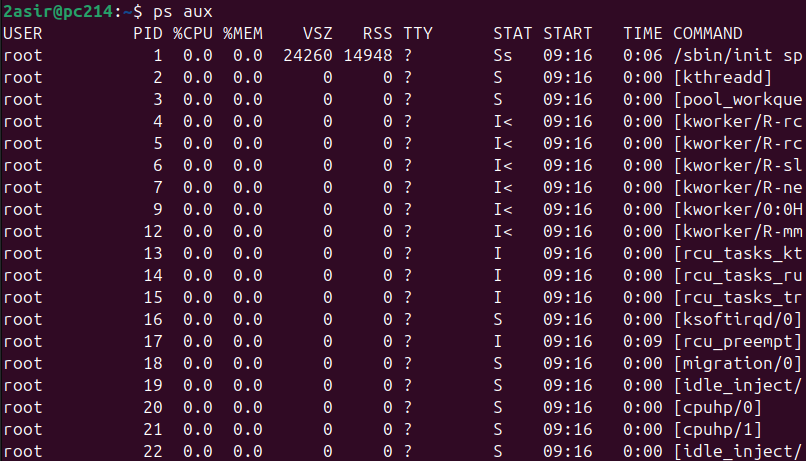 2asir@pc214:~$ ps aux
USER PID %CPU %MEM VSZ RSS TTY STAT START TIME COMMAND
root 1 0.0 0.0 24260 14948 ? Ss 09:16 0:06 /sbin/init sp
root 2 0.0 0.0 0 0 ? S 09:16 0:00 [kthreadd]
root 3 0.0 0.0 0 0 ? S 09:16 0:00 [pool_workque
root 4 0.0 0.0 0 0 ? I< 09:16 0:00 [kworker/R-rc
root 5 0.0 0.0 0 0 ? I< 09:16 0:00 [kworker/R-rc
root 6 0.0 0.0 0 0 ? I< 09:16 0:00 [kworker/R-sl
root 7 0.0 0.0 0 0 ? I< 09:16 0:00 [kworker/R-ne
root 9 0.0 0.0 0 0 ? I< 09:16 0:00 [kworker/0:0H
root 12 0.0 0.0 0 0 ? I< 09:16 0:00 [kworker/R-mm
root 13 0.0 0.0 0 0 ? I 09:16 0:00 [rcu_tasks_kt
root 14 0.0 0.0 0 0 ? I 09:16 0:00 [rcu_tasks_ru
root 15 0.0 0.0 0 0 ? I 09:16 0:00 [rcu_tasks_tr
root 16 0.0 0.0 0 0 ? S 09:16 0:00 [ksoftirqd/0]
root 17 0.0 0.0 0 0 ? I 09:16 0:09 [rcu_preempt]
root 18 0.0 0.0 0 0 ? S 09:16 0:00 [migration/0]
root 19 0.0 0.0 0 0 ? S 09:16 0:00 [idle_inject/
root 20 0.0 0.0 0 0 ? S 09:16 0:00 [cpuhp/0]
root 21 0.0 0.0 0 0 ? S 09:16 0:00 [cpuhp/1]
root 22 0.0 0.0 0 0 ? S 09:16 0:00 [idle_inject/